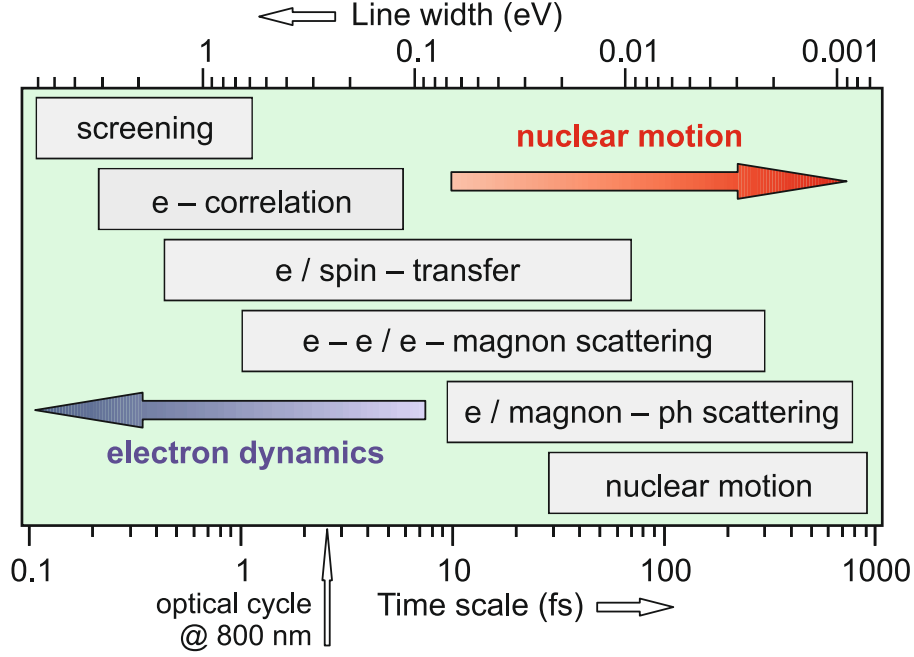 Line width (eV)
1 0.1 0.01 0.001
screening
nuclear motion
e – correlation
e / spin – transfer
e – e / e – magnon scattering
e / magnon – ph scattering
electron dynamics
nuclear motion
0.1 1 10 100 1000
optical cycle
@ 800 nm
Time scale (fs)